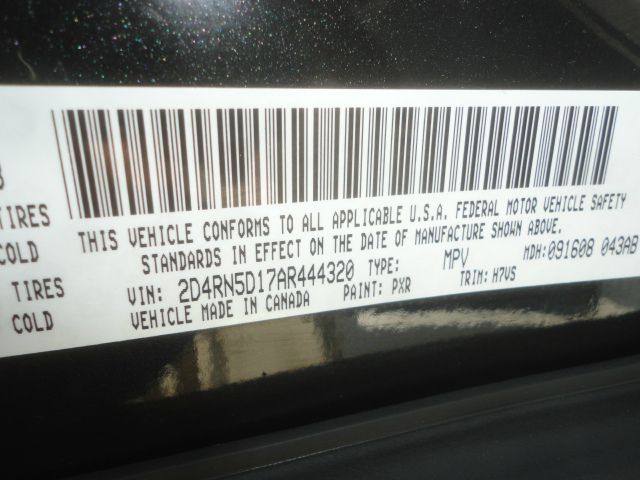 THIS VEHICLE CONFORMS TO ALL APPLICABLE U.S.A. FEDERAL MOTOR VEHICLE SAFETY
STANDARDS IN EFFECT ON THE DATE OF MANUFACTURE SHOWN ABOVE.
TIRES
COLD
MDH:091608 043AB
VIN: 2D4RN5D17AR444320 TYPE: MPV
TIRES
VEHICLE MADE IN CANADA PAINT: PXR TRIM: H7VS
COLD